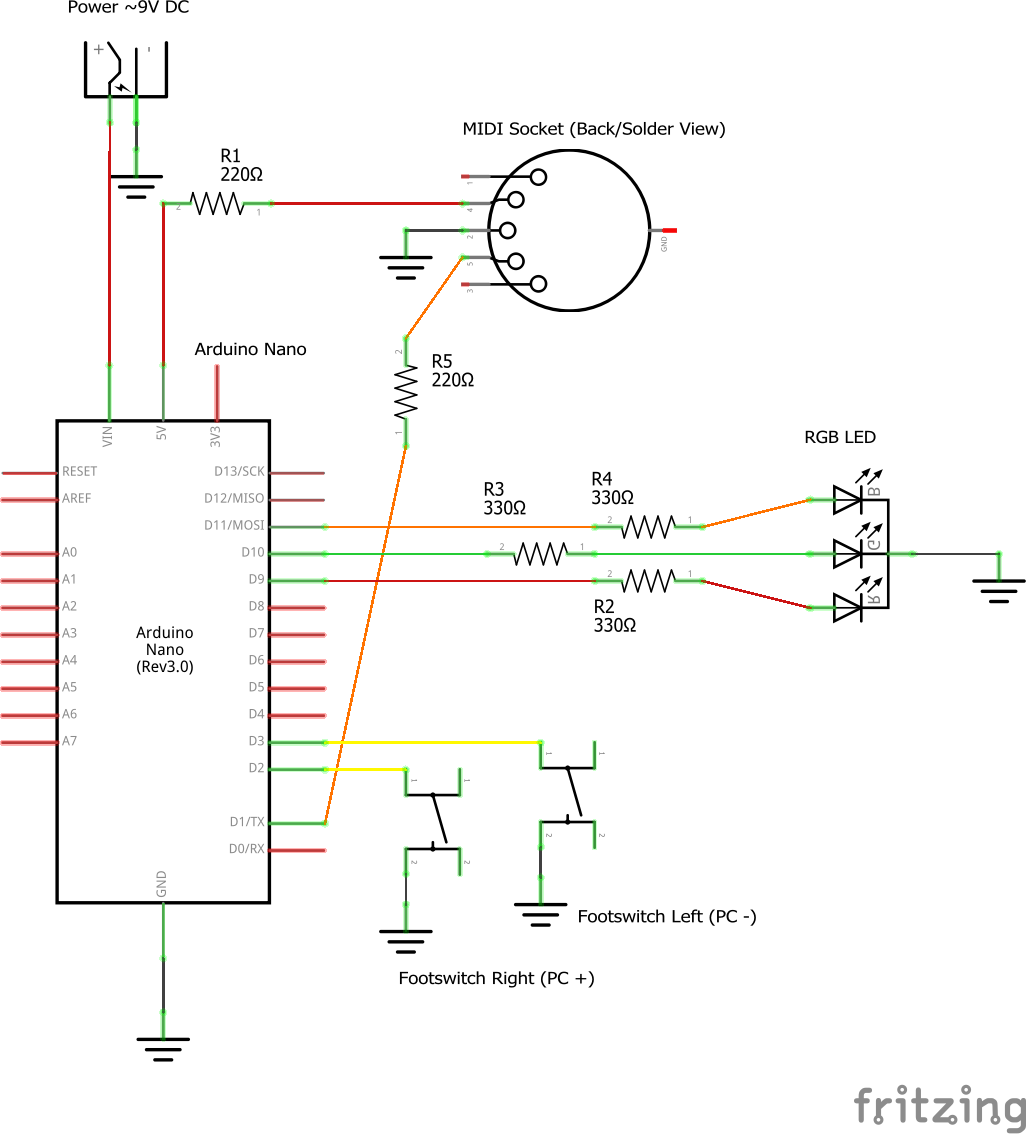 Power ~9V DC
+ -
MIDI Socket (Back/Solder View)
R1
220Ω
2 1
1
4
2
5
3
GND
Arduino Nano
R5
220Ω
2
1
VIN
5V
3V3
RGB LED
RESET
AREF
A0
A1
A2
A3
A4
A5
A6
A7
D13/SCK
D12/MISO
D11/MOSI
D10
D9
D8
D7
D6
D5
D4
D3
D2
D1/TX
D0/RX
GND
Arduino
Nano
(Rev3.0)
R3
330Ω
2 1
R4
330Ω
2 1
2 1
R2
330Ω
B
G
R
1 1
2 2
1 1
2 2
Footswitch Left (PC -)
Footswitch Right (PC +)
fritzing